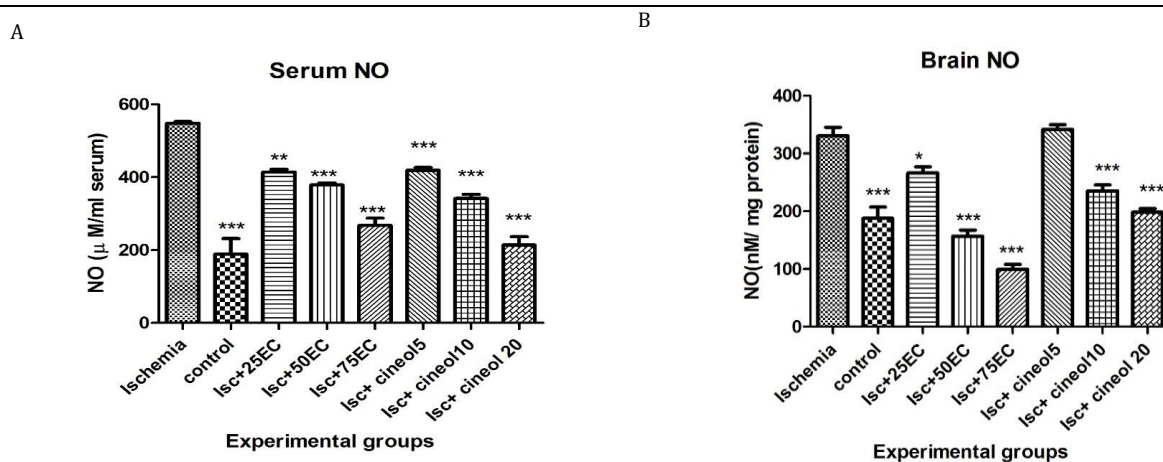 A
Serum NO
600
400
200
0
NO (μ M/ml serum)
***
**
***
***
***
***
***
Ischemia
control
Isc+25EC
Isc+50EC
Isc+75EC
Isc+ cineol5
Isc+ cineol10
Isc+ cineol 20
Experimental groups
B
Brain NO
400
300
200
100
0
NO(nM/ mg protein)
***
*
***
***
***
***
Ischemia
control
Isc+25EC
Isc+50EC
Isc+75EC
Isc+ cineol5
Isc+ cineol10
Isc+ cineol 20
Experimental groups